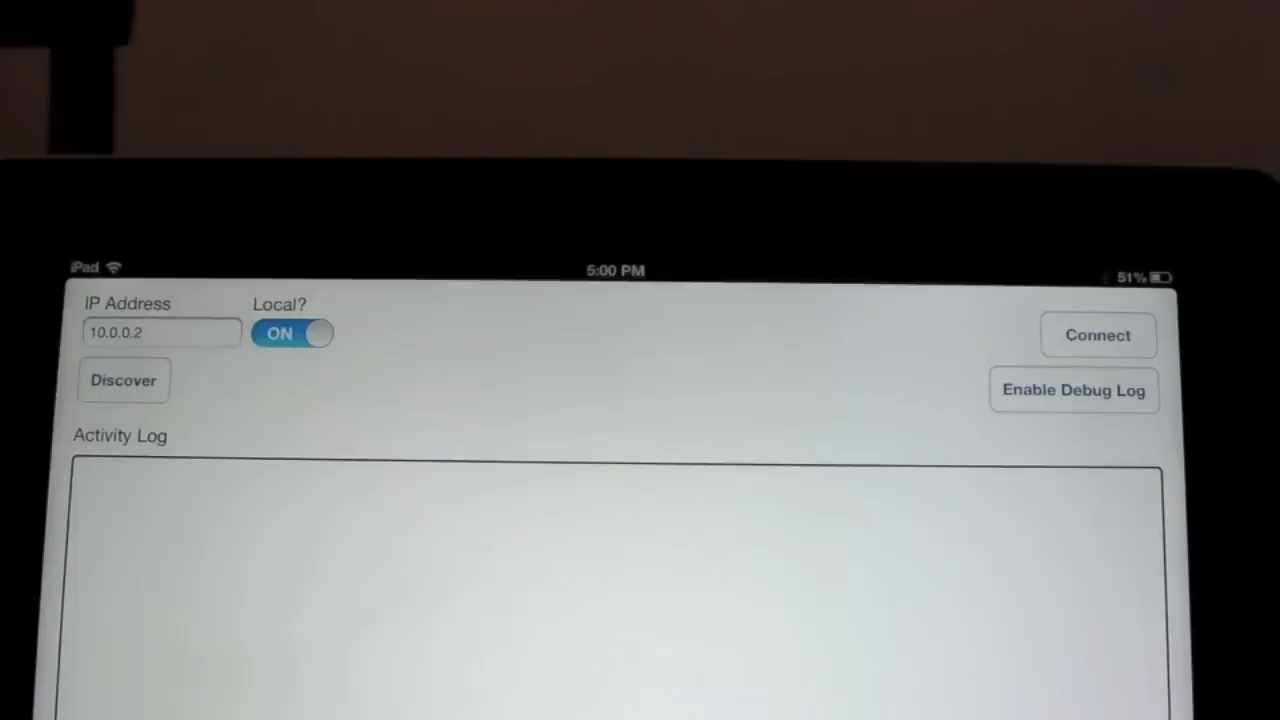 iPad 5:00 PM 51%
IP Address Local?
10.0.0.2 ON Connect
Discover Enable Debug Log
Activity Log